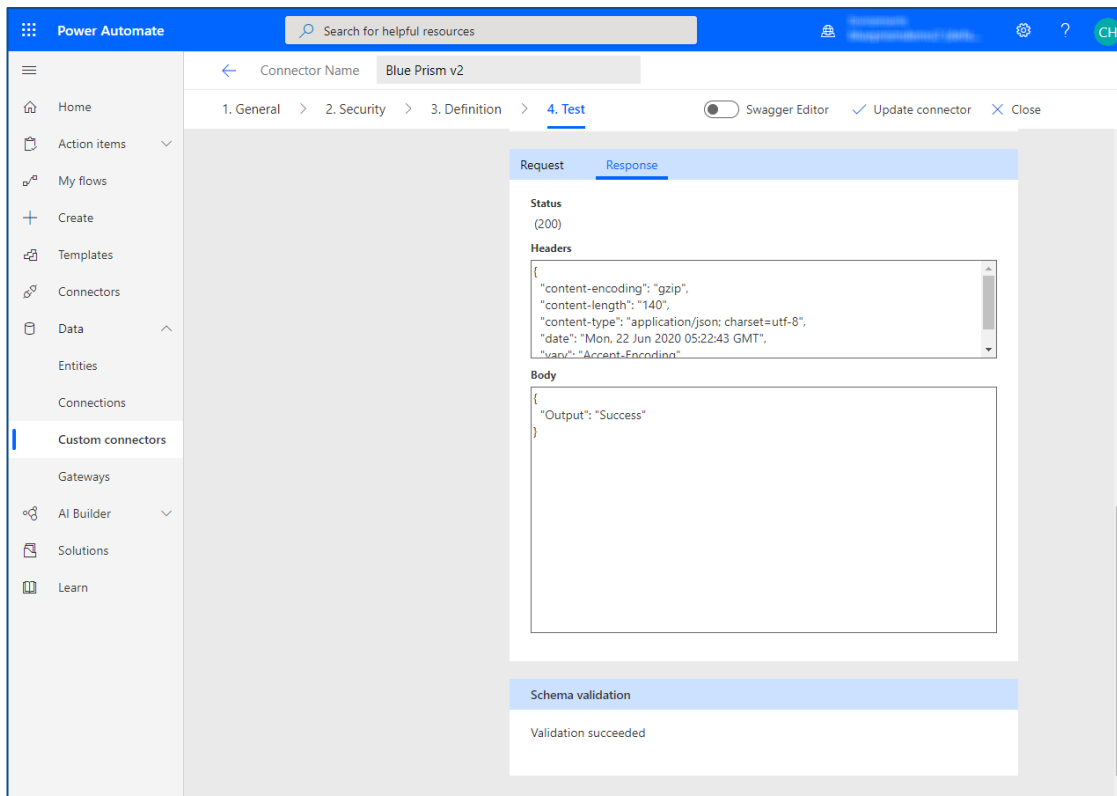 Power Automate
Search for helpful resources
CH
Connector Name
Blue Prism v2
1. General > 2. Security > 3. Definition > 4. Test
Swagger Editor
Update connector
Close
Home
Action items
My flows
Create
Templates
Connectors
Data
Entities
Connections
Custom connectors
Gateways
AI Builder
Solutions
Learn
Request
Response
Status
(200)
Headers
{
"content-encoding": "gzip",
"content-length": "140",
"content-type": "application/json; charset=utf-8",
"date": "Mon, 22 Jun 2020 05:22:43 GMT",
"vary": "Accept-Encoding"
Body
{
"Output": "Success"
}
Schema validation
Validation succeeded